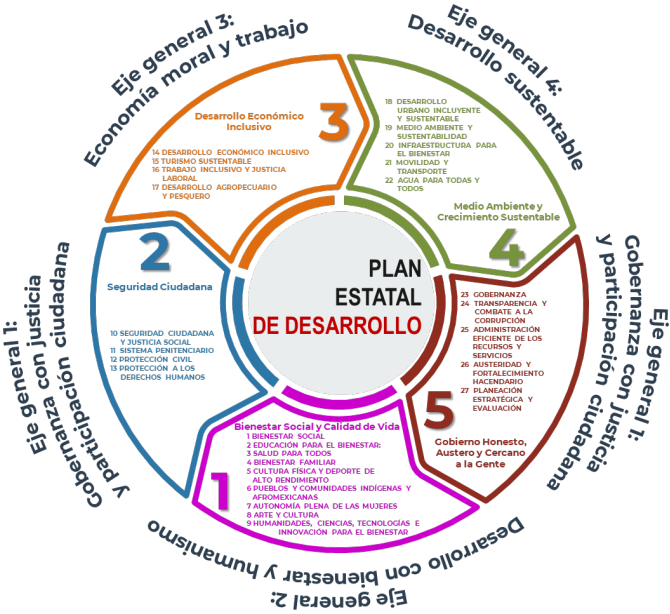 Eje general 3:
Economía moral y trabajo
Eje general 4:
Desarrollo sustentable
Desarrollo Económico
Inclusivo
3
14 DESARROLLO ECONÓMICO INCLUSIVO
15 TURISMO SUSTENTABLE
16 TRABAJO INCLUSIVO Y JUSTICIA
LABORAL
17 DESARROLLO AGROPECUARIO
Y PESQUERO
18 DESARROLLO
URBANO INCLUYENTE
Y SUSTENTABLE
19 MEDIO AMBIENTE Y
SUSTENTABILIDAD
20 INFRAESTRUCTURA PARA
EL BIENESTAR
21 MOVILIDAD Y
TRANSPORTE
22 AGUA PARA TODAS Y
TODOS
Medio Ambiente y
Crecimiento Sustentable
4
2
Seguridad Ciudadana
10 SEGURIDAD CIUDADANA
Y JUSTICIA SOCIAL
11 SISTEMA PENITENCIARIO
12 PROTECCIÓN CIVIL
13 PROTECCIÓN A LOS
DERECHOS HUMANOS
PLAN
ESTATAL
DE DESARROLLO
23 GOBERNANZA
24 TRANSPARENCIA Y
COMBATE A LA
CORRUPCIÓN
25 ADMINISTRACIÓN
EFICIENTE DE LOS
RECURSOS Y
SERVICIOS
26 AUSTERIDAD Y
FORTALECIMIENTO
HACENDARIO
27 PLANEACIÓN
ESTRATÉGICA Y
EVALUACIÓN
5
Gobierno Honesto,
Austero y Cercano
a la Gente
Eje general 1:
Gobernanza con justicia
y participación ciudadana
Eje general 1:
Gobernanza con justicia
y participación ciudadana
Bienestar Social y Calidad de Vida
1 BIENESTAR SOCIAL
2 EDUCACIÓN PARA EL BIENESTAR:
3 SALUD PARA TODOS
4 BIENESTAR FAMILIAR
5 CULTURA FÍSICA Y DEPORTE DE
ALTO RENDIMIENTO
6 PUEBLOS Y COMUNIDADES INDÍGENAS Y
AFROMEXICANAS
7 AUTONOMÍA PLENA DE LAS MUJERES
8 ARTE Y CULTURA
9 HUMANIDADES, CIENCIAS, TECNOLOGÍAS E
INNOVACIÓN PARA EL BIENESTAR
1
Eje general 2:
Desarrollo con bienestar y humanismo